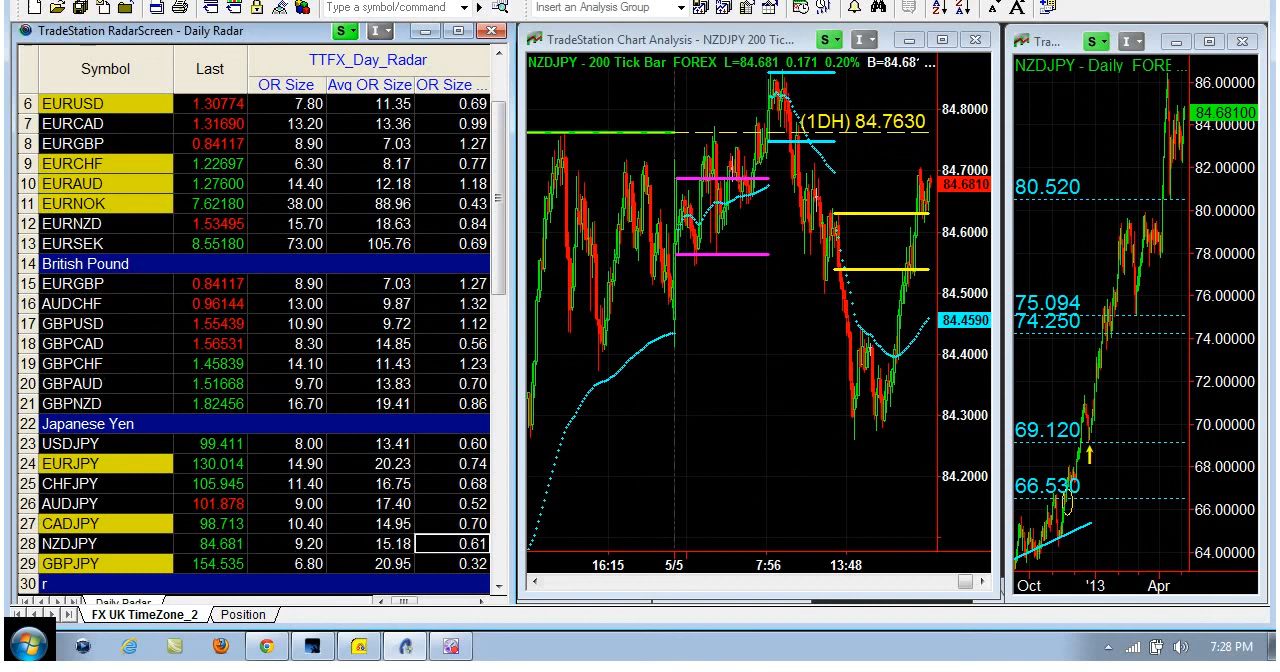 Type a symbol/command
Insert an Analysis Group
TradeStation RadarScreen - Daily Radar
S
I
Symbol Last TTFX_Day_Radar
OR Size Avg OR Size OR Size ...
6 EURUSD 1.30774 7.80 11.35 0.69
7 EURCAD 1.31690 13.20 13.36 0.99
8 EURGBP 0.84117 8.90 7.03 1.27
9 EURCHF 1.22697 6.30 8.17 0.77
10 EURAUD 1.27600 14.40 12.18 1.18
11 EURNOK 7.62180 38.00 88.96 0.43
12 EURNZD 1.53495 15.70 18.63 0.84
13 EURSEK 8.55180 73.00 105.76 0.69
14 British Pound
15 EURGBP 0.84117 8.90 7.03 1.27
16 AUDCHF 0.96144 13.00 9.87 1.32
17 GBPUSD 1.55439 10.90 9.72 1.12
18 GBPCAD 1.56531 8.30 14.85 0.56
19 GBPCHF 1.45839 14.10 11.43 1.23
20 GBPAUD 1.51668 9.70 13.83 0.70
21 GBPNZD 1.82456 16.70 19.41 0.86
22 Japanese Yen
23 USDJPY 99.411 8.00 13.41 0.60
24 EURJPY 130.014 14.90 20.23 0.74
25 CHFJPY 105.945 11.40 16.75 0.68
26 AUDJPY 101.878 9.00 17.40 0.52
27 CADJPY 98.713 10.40 14.95 0.70
28 NZDJPY 84.681 9.20 15.18 0.61
29 GBPJPY 154.535 6.80 20.95 0.32
30 r
Daily Radar
FX UK TimeZone_2
Position
TradeStation Chart Analysis - NZDJPY 200 Tic...
S
I
NZDJPY - 200 Tick Bar FOREX L=84.681 0.171 0.20% B=84.68' ...
(1DH) 84.7630
84.8000
84.7000
84.6810
84.6000
84.5000
84.4590
84.4000
84.3000
84.2000
16:15 5/5 7:56 13:48
Tra...
S
I
NZDJPY - Daily FORE...
86.00000
84.68100
84.00000
82.00000
80.520
80.00000
78.00000
76.00000
75.094
74.250
74.00000
72.00000
70.00000
69.120
68.00000
66.530
66.00000
64.00000
Oct '13 Apr
7:28 PM